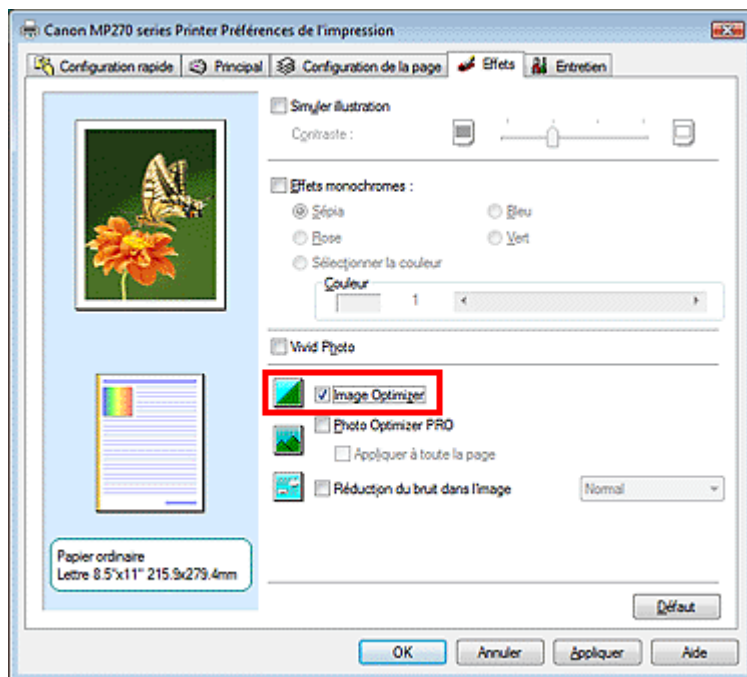 Canon MP270 series Printer Préférences de l'impression
Configuration rapide Principal Configuration de la page Effets Entretien
Simuler illustration
Contraste :
Effets monochromes :
Sépia Bleu
Rose Vert
Sélectionner la couleur
Couleur
1
Vivid Photo
Image Optimizer
Photo Optimizer PRO
Appliquer à toute la page
Réduction du bruit dans l'image Normal
Papier ordinaire
Lettre 8.5"x11" 215.9x279.4mm
Défaut
OK Annuler Appliquer Aide